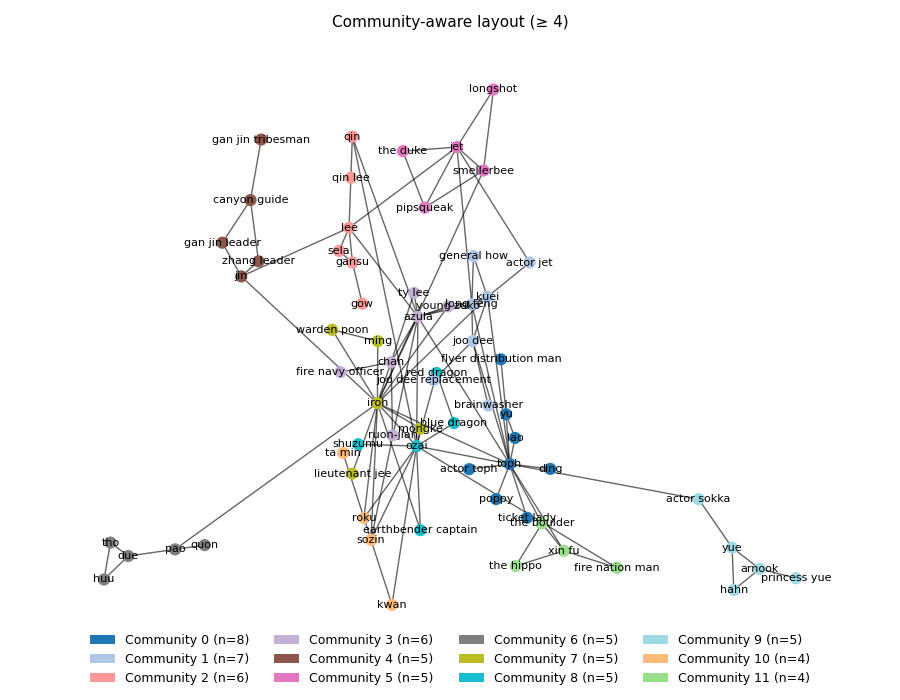 Community-aware layout (≥ 4)
longshot
gan jin tribesman
qin
the duke
jet
smellerbee
qin lee
canyon guide
pipsqueak
lee
gan jin leader
sela
general how
zhang leader
gansu
actor jet
jin
ty lee
kuei
gow
young zuko
long feng
azula
warden poon
ming
joo dee
chan
flyer distribution man
fire navy officer
red dragon
joo dee replacement
iroh
brainwasher
yu
blue dragon
mongke
ruon-jian
lao
shuzumu
ozai
ta min
toph
actor toph
ding
lieutenant jee
poppy
actor sokka
roku
ticket lady
the boulder
earthbender captain
sozin
tho
pao
quon
yue
due
xin fu
the hippo
fire nation man
arnook
princess yue
huu
hahn
kwan
Community 0 (n=8)
Community 1 (n=7)
Community 2 (n=6)
Community 3 (n=6)
Community 4 (n=5)
Community 5 (n=5)
Community 6 (n=5)
Community 7 (n=5)
Community 8 (n=5)
Community 9 (n=5)
Community 10 (n=4)
Community 11 (n=4)